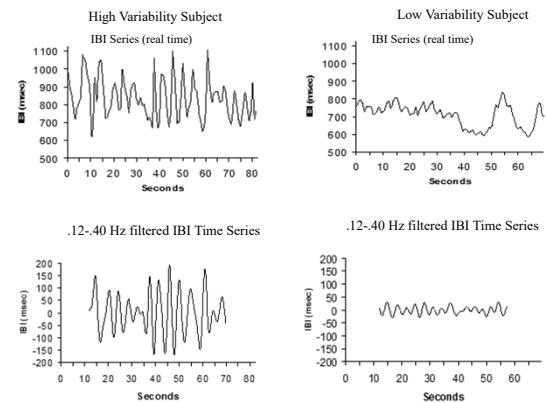 High Variability Subject
IBI Series (real time)
1100
1000
900
800
700
600
500
IBI (msec)
0 10 20 30 40 50 60 70 80
Seconds
Low Variability Subject
IBI Series (real time)
1100
1000
900
800
700
600
500
IBI (msec)
0 10 20 30 40 50 60
Seconds
.12-.40 Hz filtered IBI Time Series
200
150
100
50
0
-50
-100
-150
-200
IBI (msec)
0 10 20 30 40 50 60 70 80
Seconds
.12-.40 Hz filtered IBI Time Series
200
150
100
50
0
-50
-100
-150
-200
IBI (msec)
0 10 20 30 40 50 60
Seconds